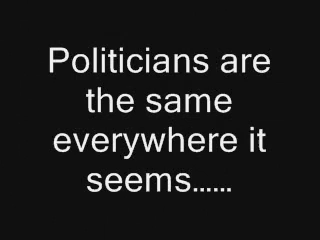 Politicians are
the same
everywhere it
seems......